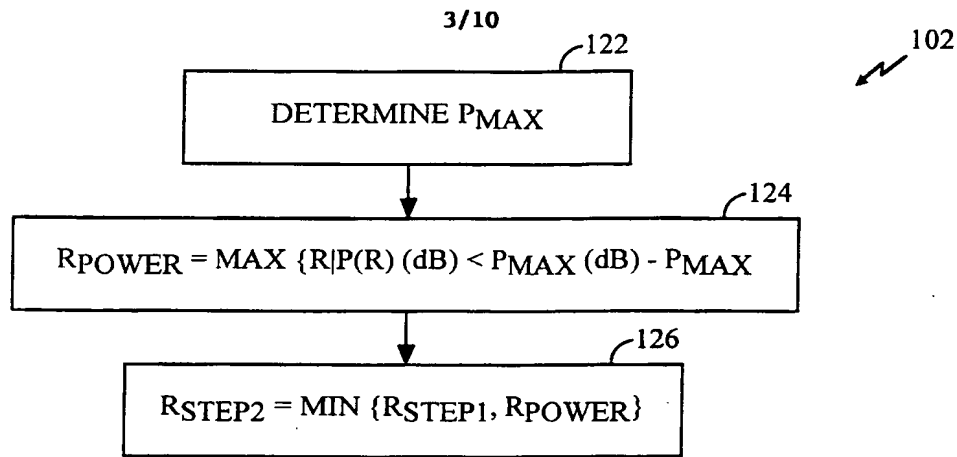 3/10
122
102
DETERMINE PMAX
124
RPOWER = MAX {R|P(R) (dB) < PMAX (dB) - PMAX
126
RSTEP2 = MIN {RSTEP1, RPOWER}